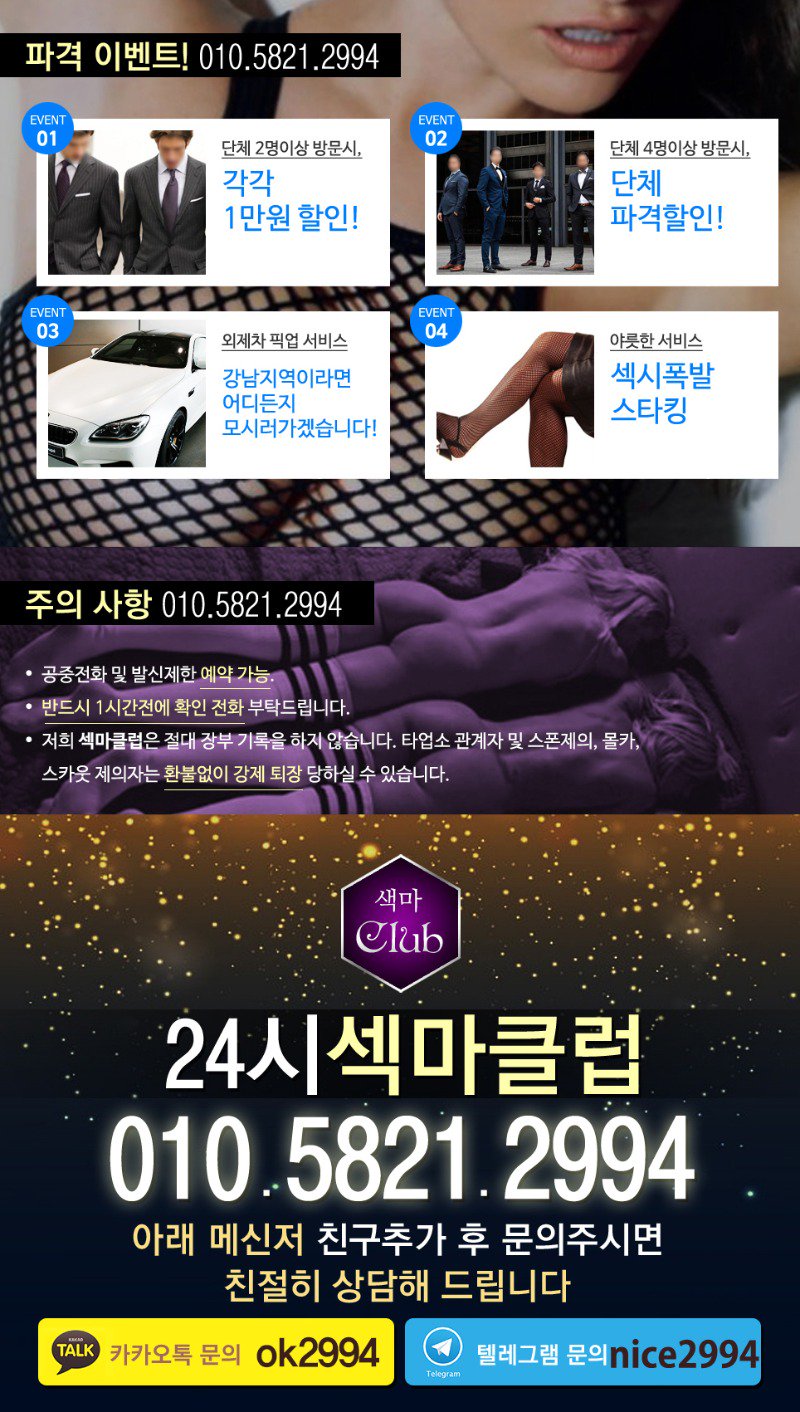 파격 이벤트! 010.5821.2994
EVENT
01
단체 2명이상 방문시,
각각
1만원 할인!
EVENT
02
단체 4명이상 방문시,
단체
파격할인!
EVENT
03
외제차 픽업 서비스
강남지역이라면
어디든지
모시러가겠습니다!
EVENT
04
야릇한 서비스
섹시폭발
스타킹
주의 사항 010.5821.2994
• 공중전화 및 발신제한 예약 가능.
• 반드시 1시간전에 확인 전화 부탁드립니다.
• 저희 섹마클럽은 절대 장부 기록을 하지 않습니다. 타업소 관계자 및 스폰제의, 몰카,
스카웃 제의자는 환불없이 강제 퇴장 당하실 수 있습니다.
색마
Club
24시섹마클럽
010.5821.2994
아래 메신저 친구추가 후 문의주시면
친절히 상담해 드립니다
KAKAO
TALK
카카오톡 문의 ok2994
Telegram
텔레그램 문의nice2994